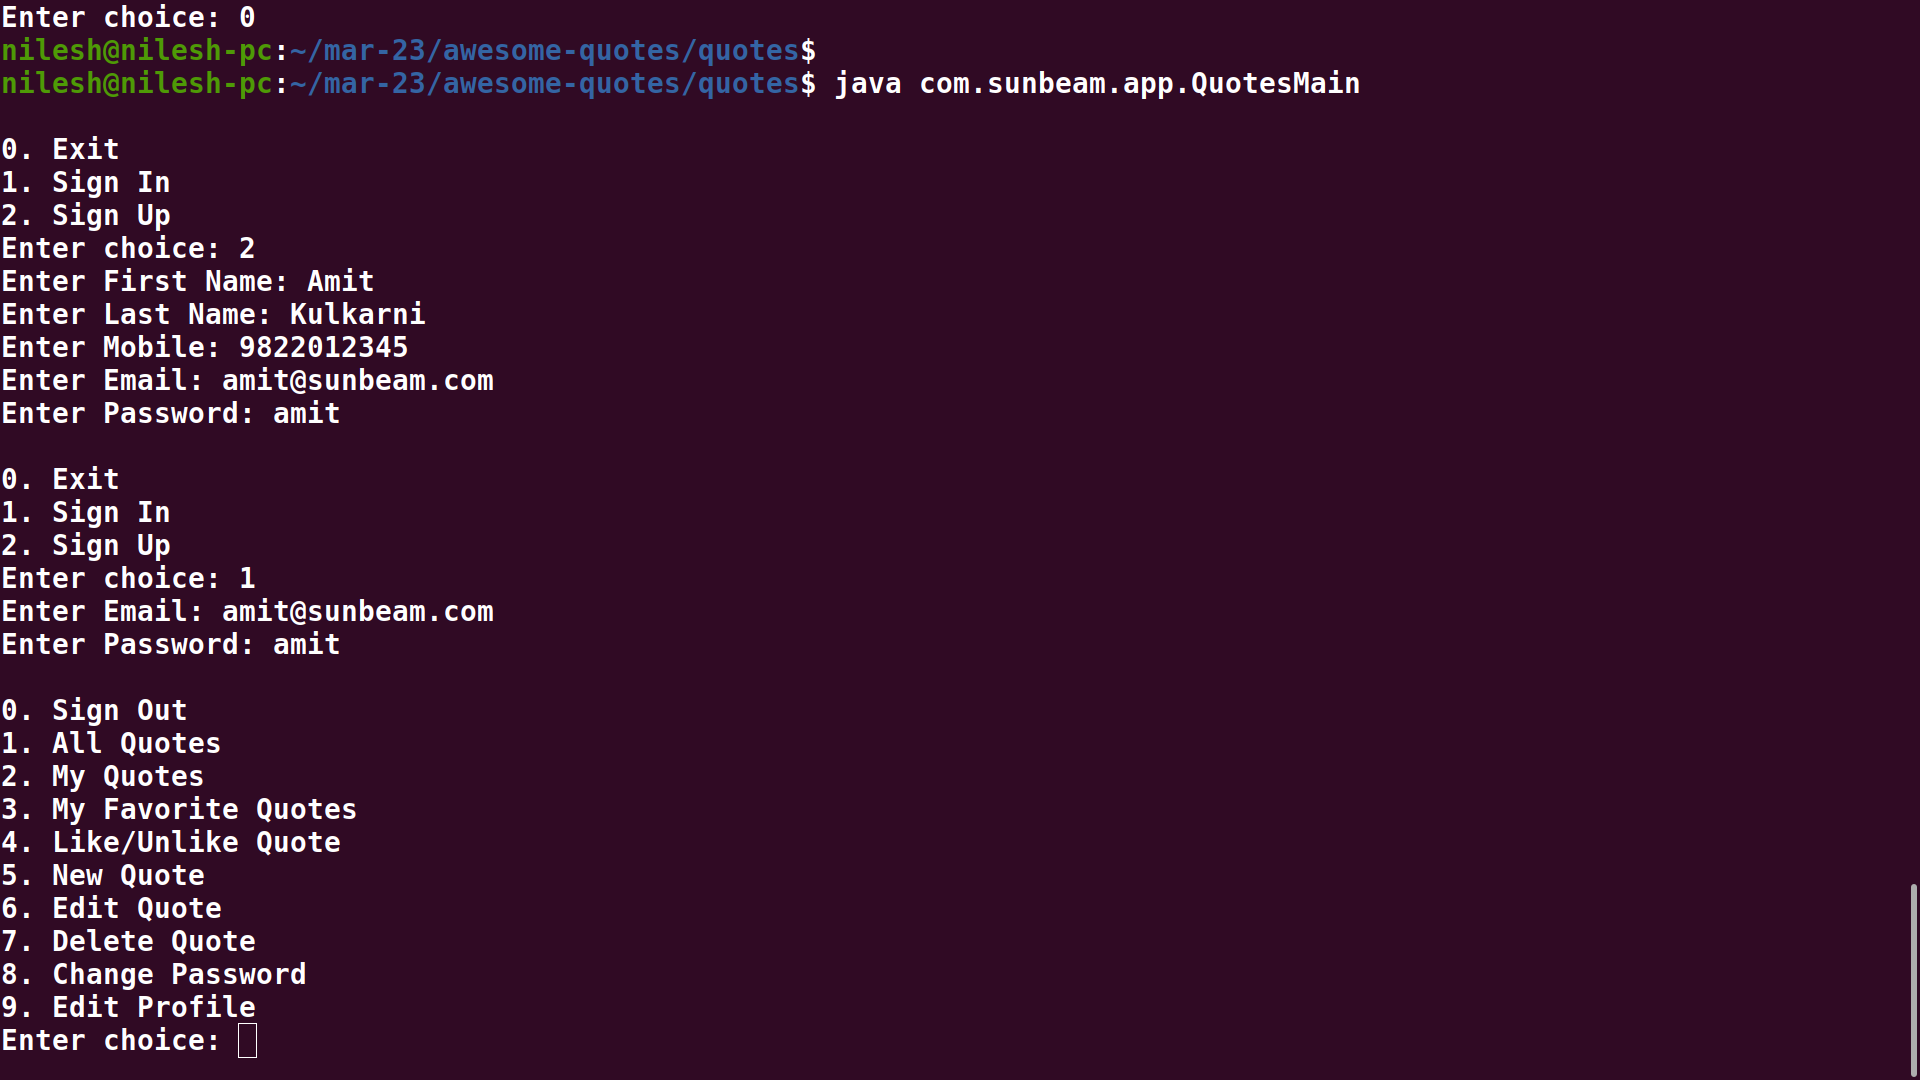 Enter choice: 0
nilesh@nilesh-pc:~/mar-23/awesome-quotes/quotes$
nilesh@nilesh-pc:~/mar-23/awesome-quotes/quotes$ java com.sunbeam.app.QuotesMain
0. Exit
1. Sign In
2. Sign Up
Enter choice: 2
Enter First Name: Amit
Enter Last Name: Kulkarni
Enter Mobile: 9822012345
Enter Email: amit@sunbeam.com
Enter Password: amit
0. Exit
1. Sign In
2. Sign Up
Enter choice: 1
Enter Email: amit@sunbeam.com
Enter Password: amit
0. Sign Out
1. All Quotes
2. My Quotes
3. My Favorite Quotes
4. Like/Unlike Quote
5. New Quote
6. Edit Quote
7. Delete Quote
8. Change Password
9. Edit Profile
Enter choice: